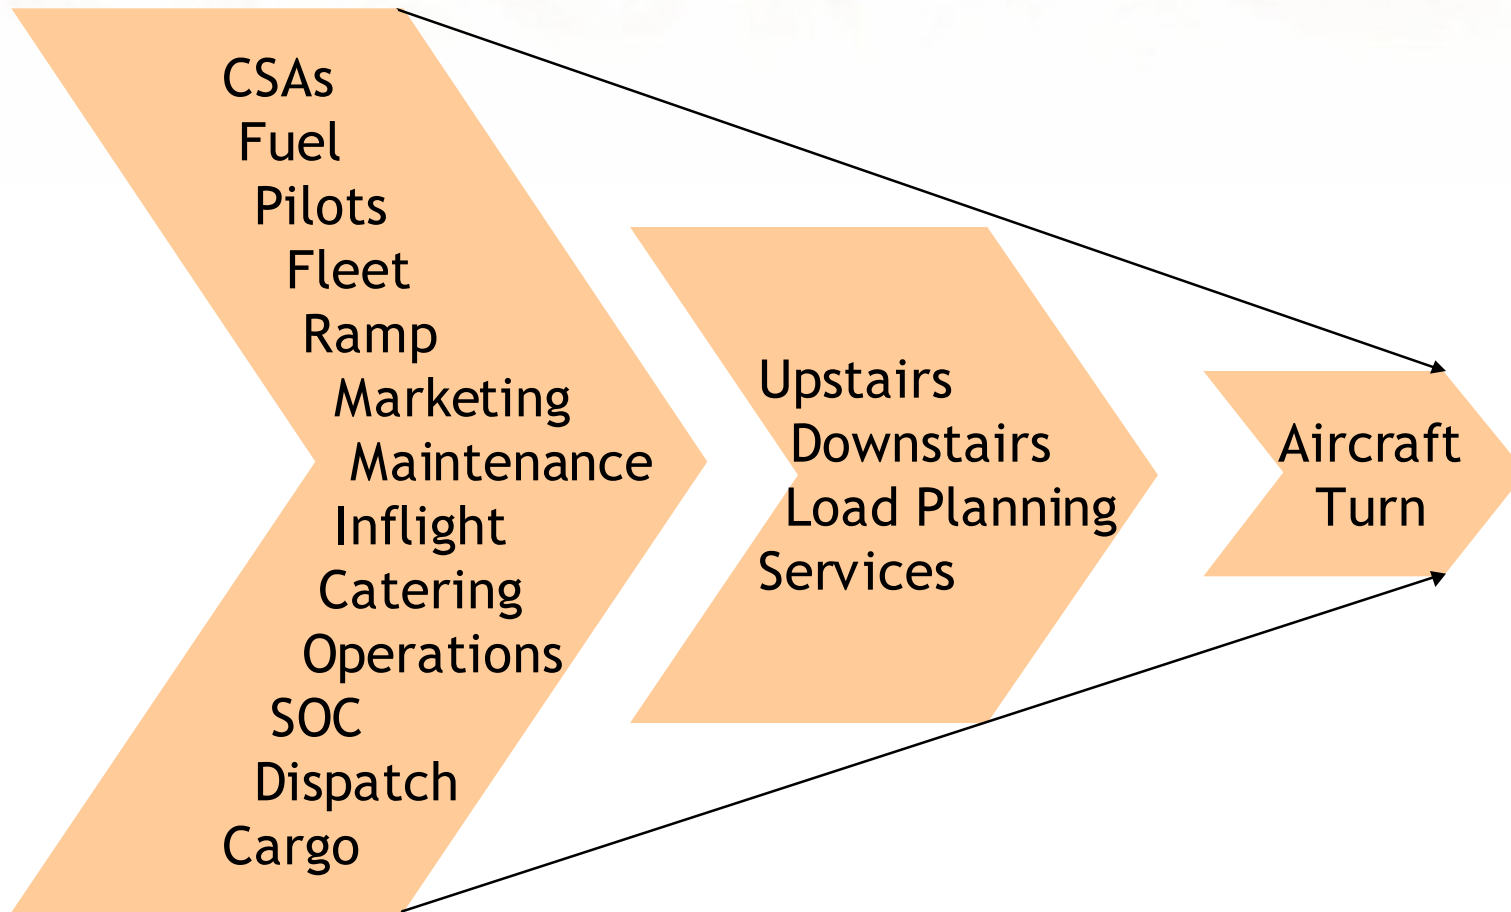 CSAs
Fuel
Pilots
Fleet
Ramp
Marketing
Maintenance
Inflight
Catering
Operations
SOC
Dispatch
Cargo
Upstairs
Downstairs
Load Planning
Services
Aircraft
Turn